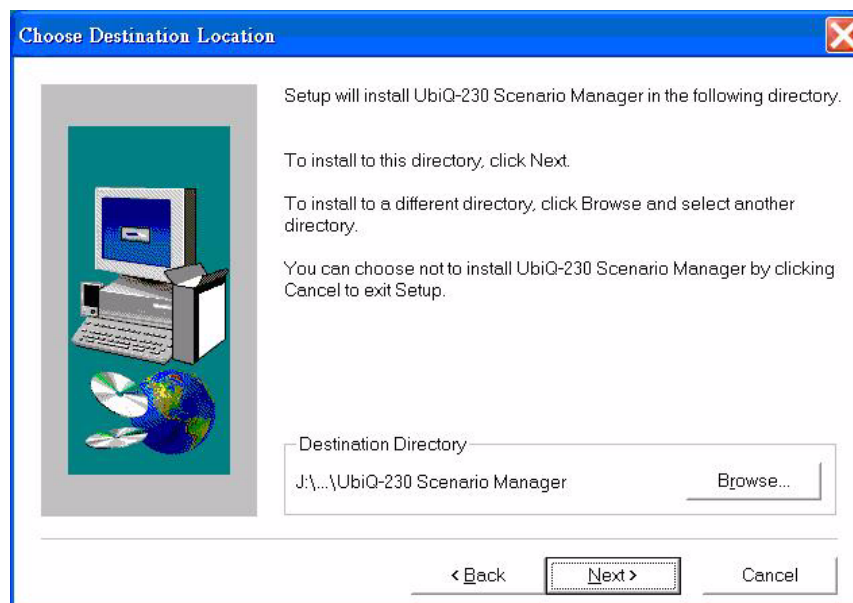 Choose Destination Location
Setup will install UbiQ-230 Scenario Manager in the following directory.
To install to this directory, click Next.
To install to a different directory, click Browse and select another
directory.
You can choose not to install UbiQ-230 Scenario Manager by clicking
Cancel to exit Setup.
Destination Directory
J:\...\UbiQ-230 Scenario Manager
Browse...
< Back
Next >
Cancel